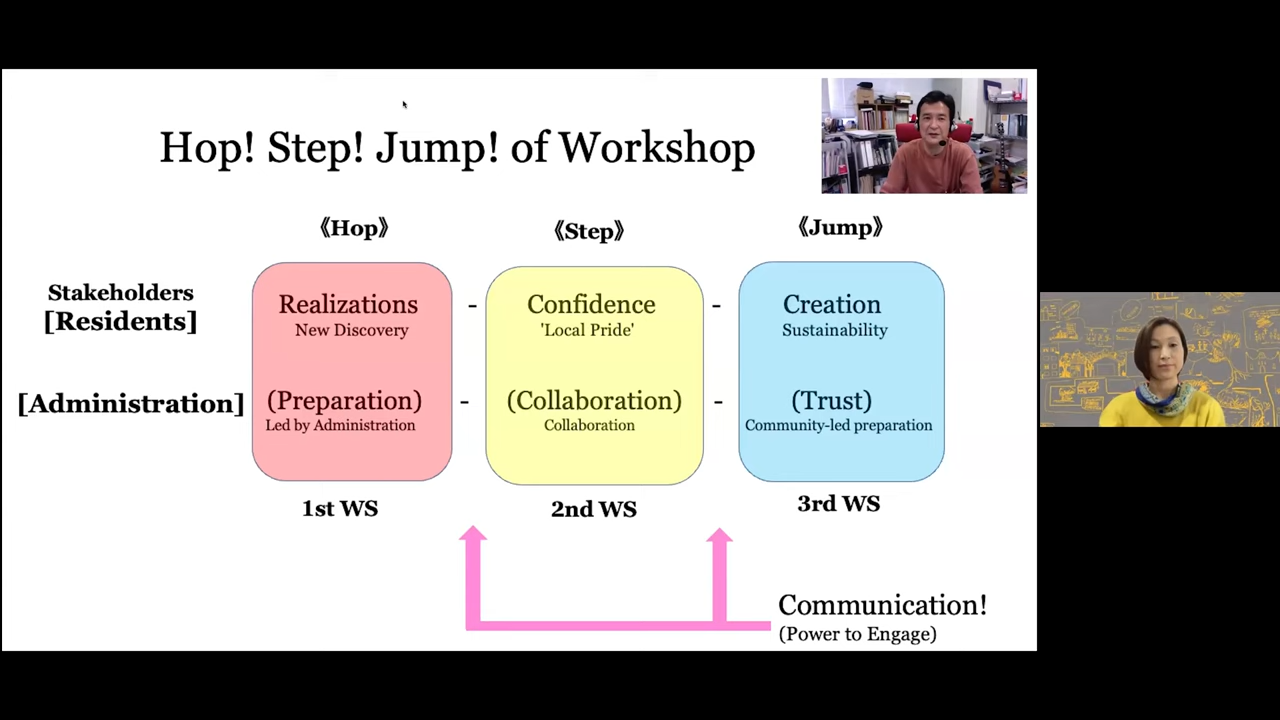 Hop! Step! Jump! of Workshop
《Hop》
《Step》
《Jump》
Stakeholders
[Residents]
Realizations
New Discovery
-
Confidence
'Local Pride'
-
Creation
Sustainability
[Administration]
(Preparation)
Led by Administration
-
(Collaboration)
Collaboration
-
(Trust)
Community-led preparation
1st WS
2nd WS
3rd WS
Communication!
(Power to Engage)